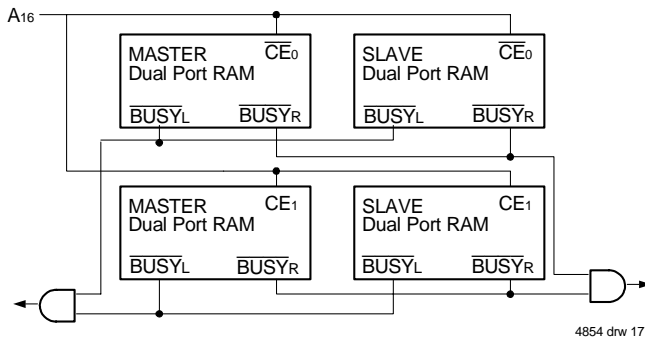 A16
MASTER CE0 SLAVE CE0
Dual Port RAM Dual Port RAM
BUSYL BUSYR BUSYL BUSYR
MASTER CE1 SLAVE CE1
Dual Port RAM Dual Port RAM
BUSYL BUSYR BUSYL BUSYR
4854 drw 17